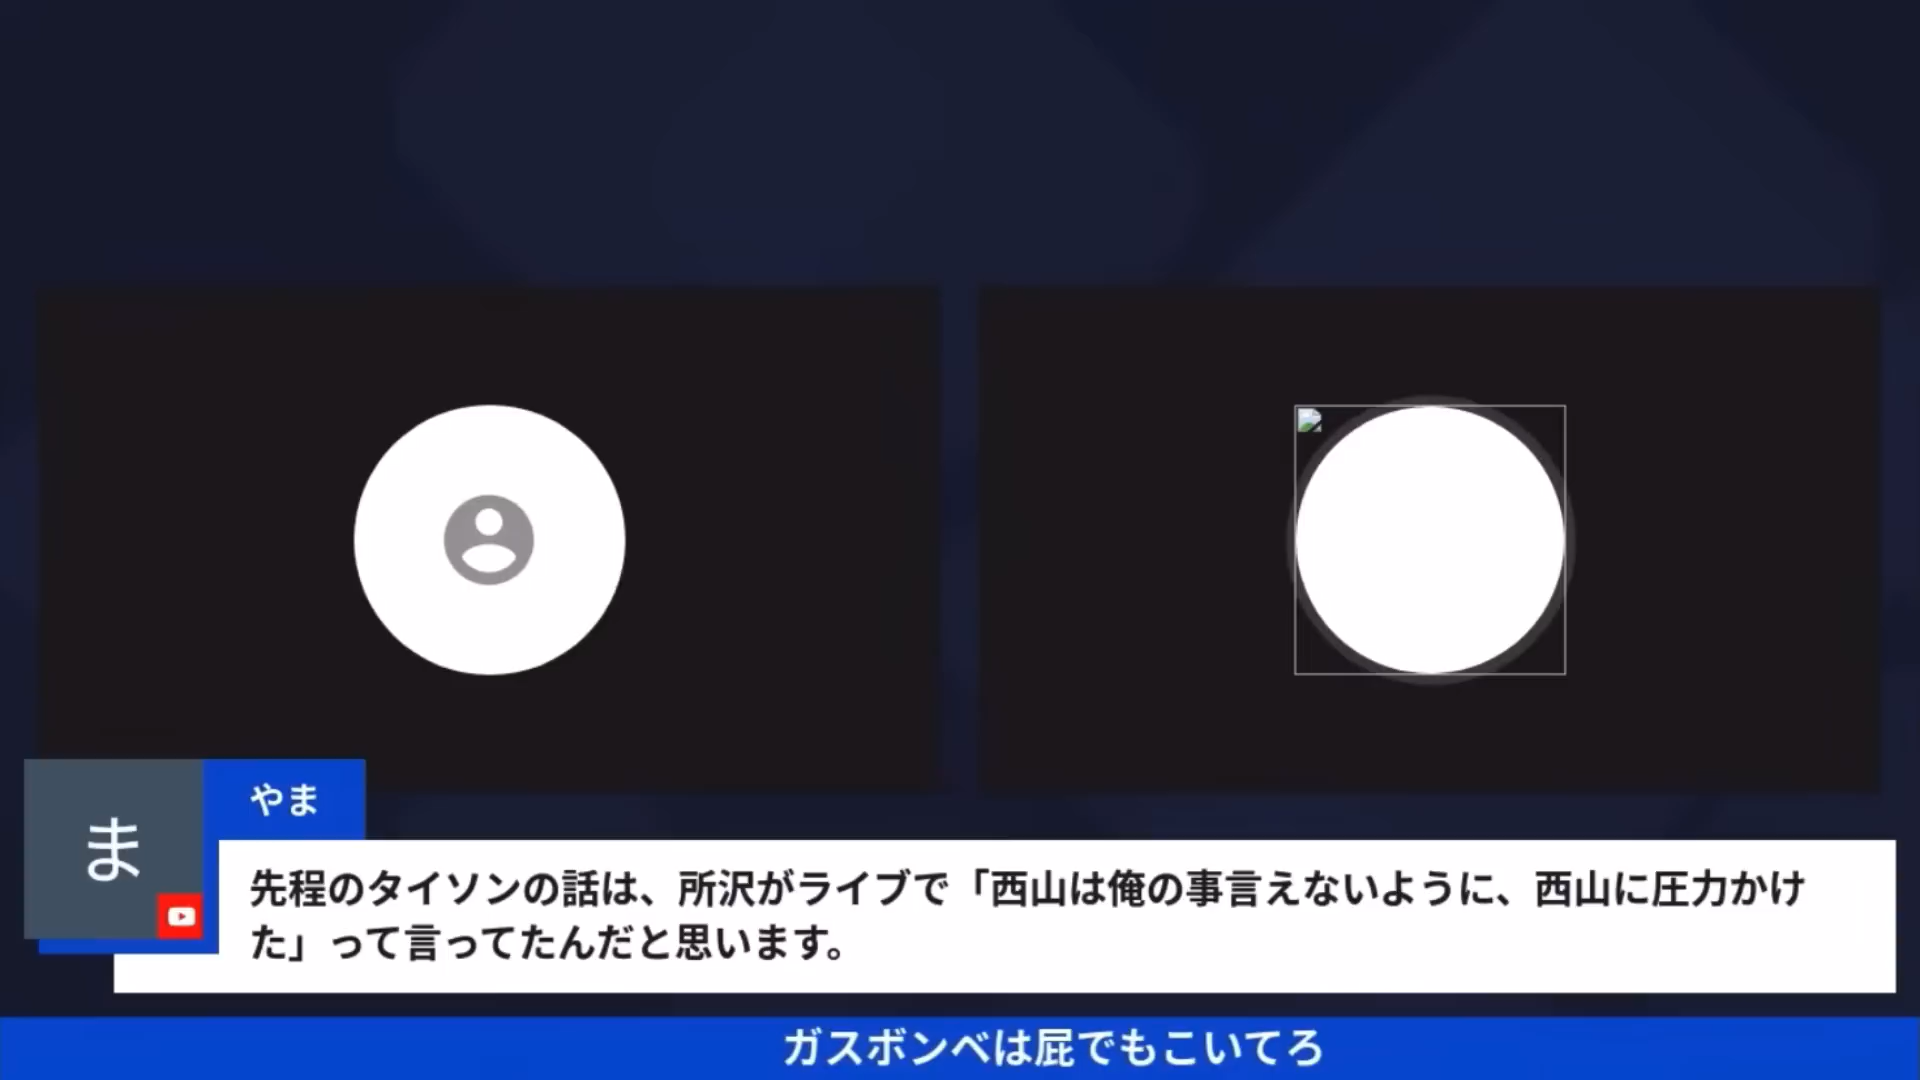 やま
ま
先程のタイソンの話は、所沢がライブで「西山は俺の事言えないように、西山に圧力かけ
た」って言ってたんだと思います。
ガスボンベは屁でもこいてろ